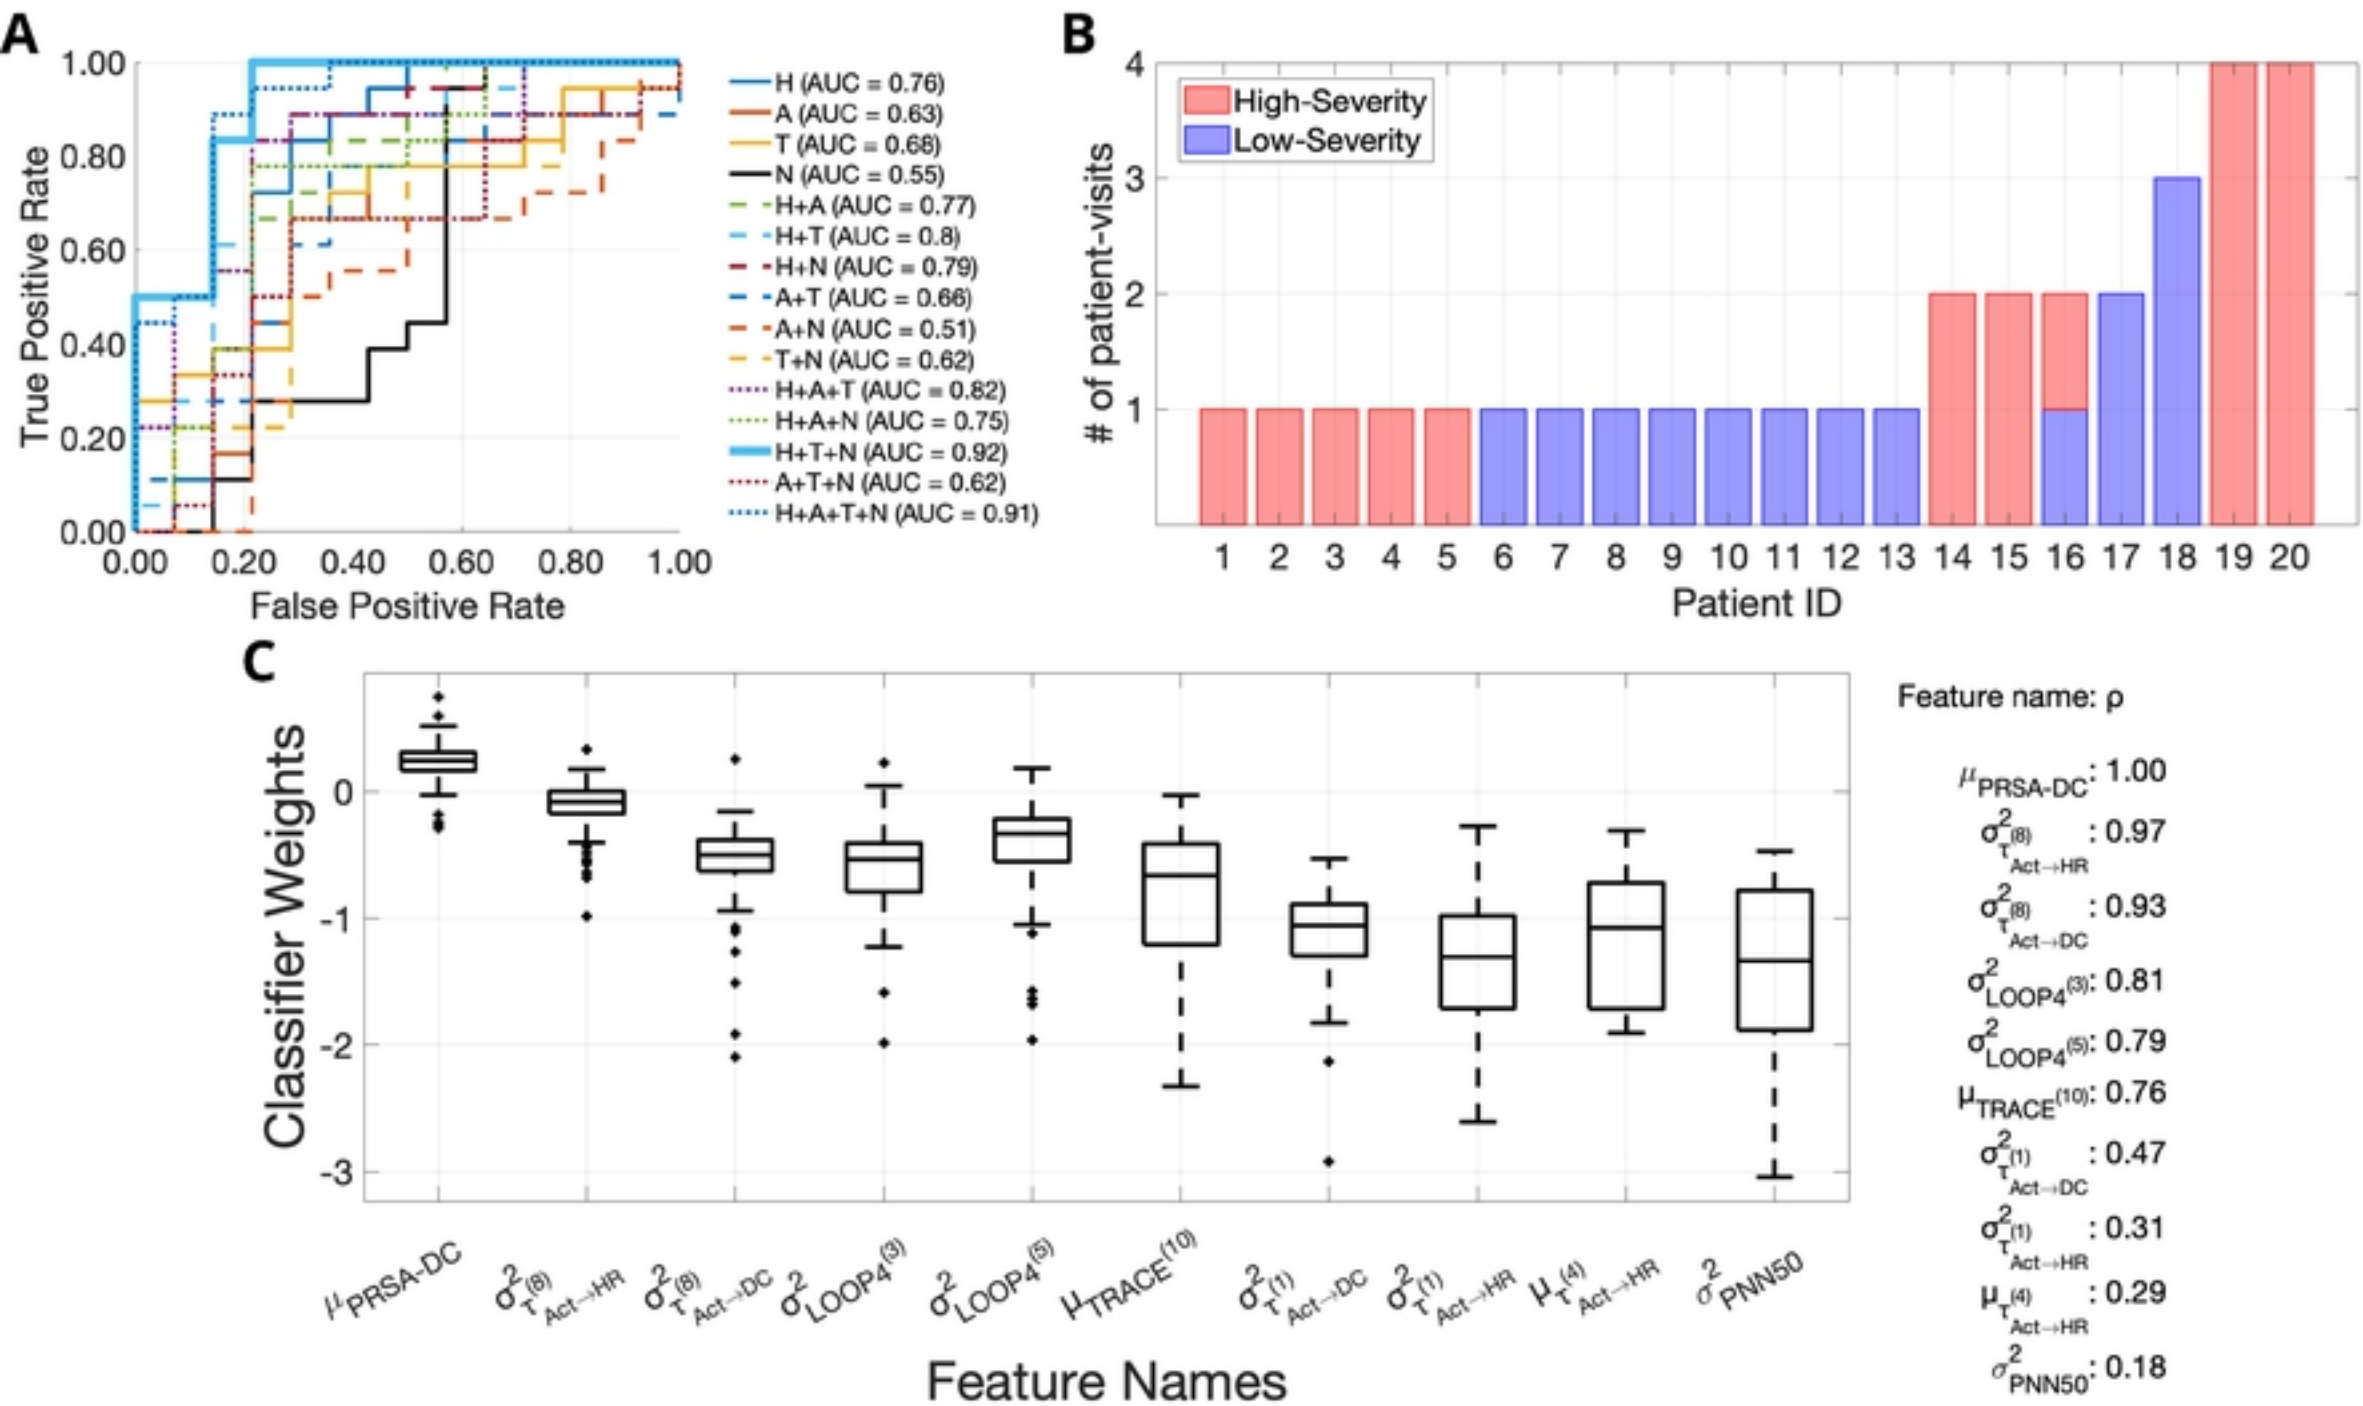 A
1.00
0.80
0.60
0.40
0.20
0.00
True Positive Rate
0.00 0.20 0.40 0.60 0.80 1.00
False Positive Rate
H (AUC = 0.76)
A (AUC = 0.63)
T (AUC = 0.68)
N (AUC = 0.55)
H+A (AUC = 0.77)
H+T (AUC = 0.8)
H+N (AUC = 0.79)
A+T (AUC = 0.66)
A+N (AUC = 0.51)
T+N (AUC = 0.62)
H+A+T (AUC = 0.82)
H+A+N (AUC = 0.75)
H+T+N (AUC = 0.92)
A+T+N (AUC = 0.62)
H+A+T+N (AUC = 0.91)
B
4
3
2
1
# of patient-visits
High-Severity
Low-Severity
1 2 3 4 5 6 7 8 9 10 11 12 13 14 15 16 17 18 19 20
Patient ID
C
0
-1
-2
-3
Classifier Weights
μPRSA-DC σ²τ(8)Act→HR σ²τ(8)Act→DC σ²LOOP4(3) σ²LOOP4(5) μTRACE(10) σ²τ(1)Act→DC σ²τ(1)Act→HR μτ(4)Act→HR σ²PNN50
Feature Names
Feature name: ρ
μPRSA-DC: 1.00
σ²τ(8)Act→HR: 0.97
σ²τ(8)Act→DC: 0.93
σ²LOOP4(3): 0.81
σ²LOOP4(5): 0.79
μTRACE(10): 0.76
σ²τ(1)Act→DC: 0.47
σ²τ(1)Act→HR: 0.31
μτ(4)Act→HR: 0.29
σ²PNN50: 0.18